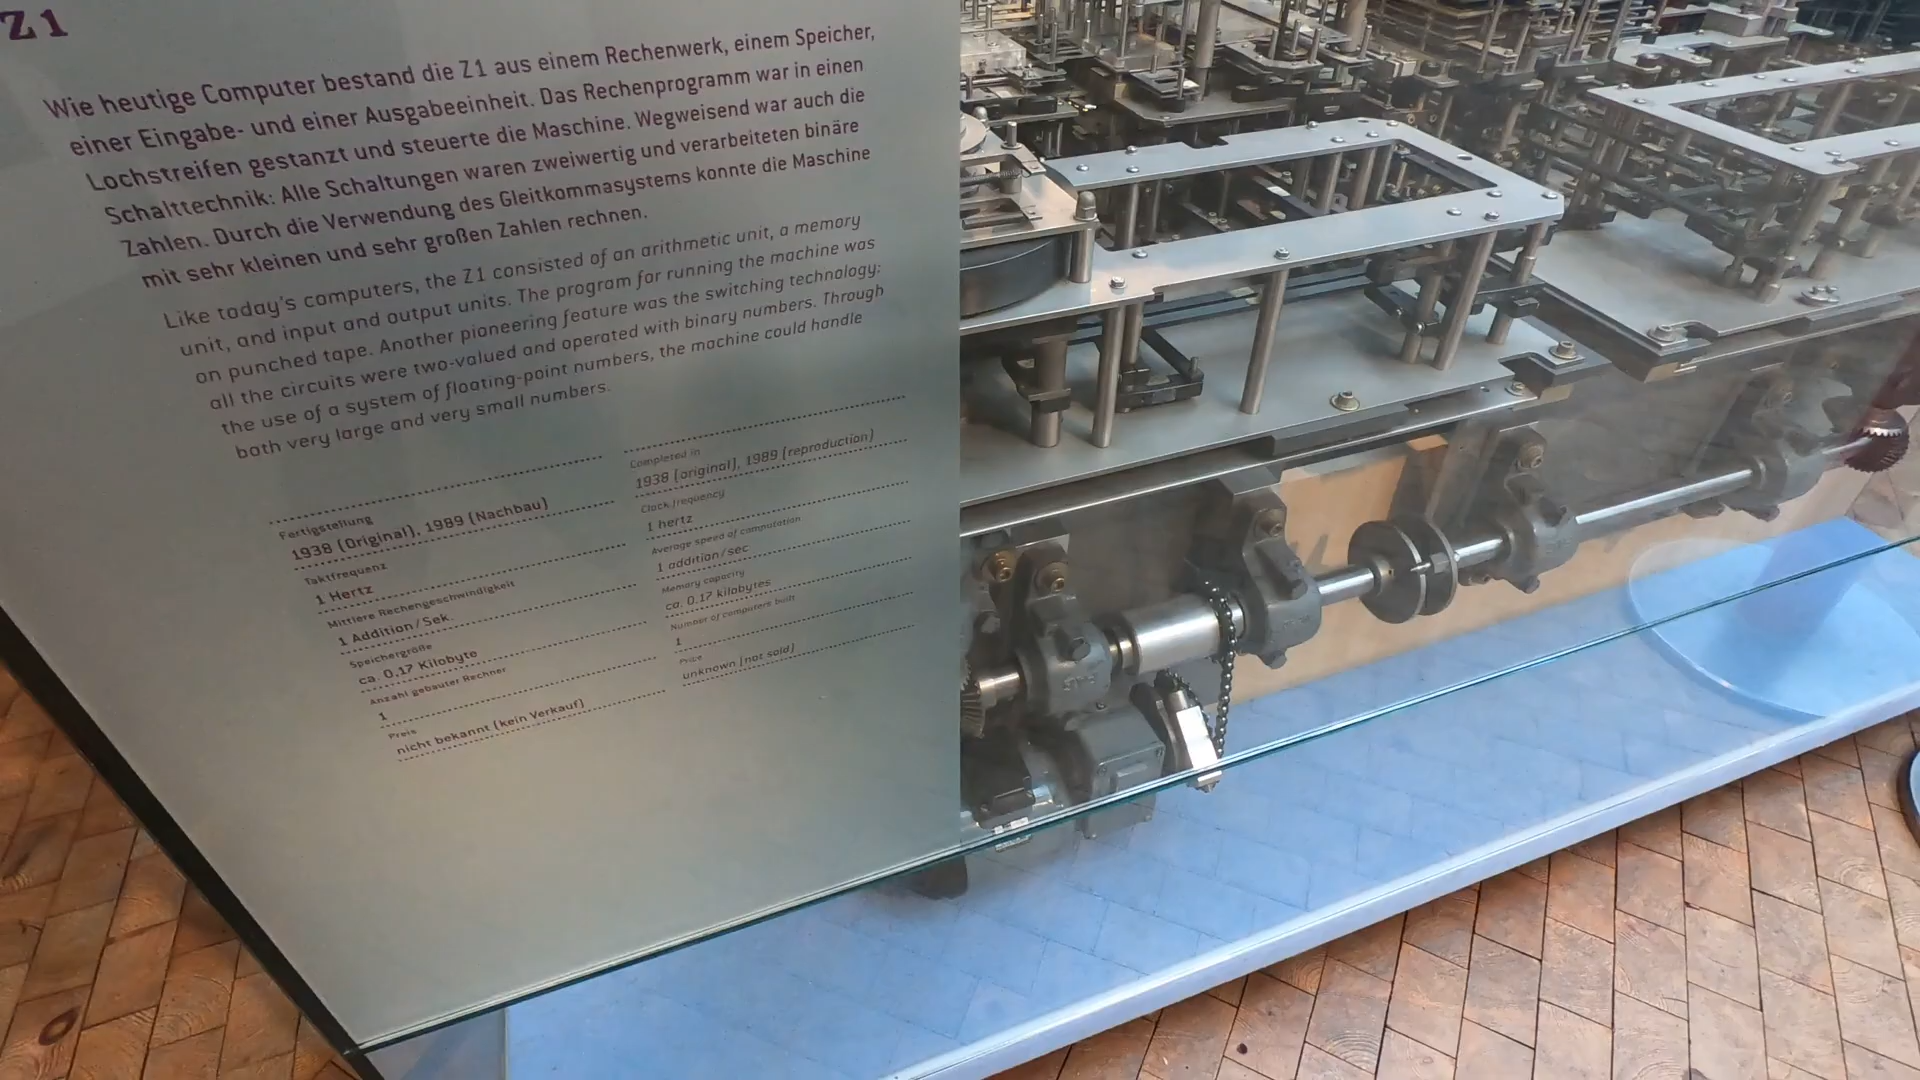 Z1
Wie heutige Computer bestand die Z1 aus einem Rechenwerk, einem Speicher,
einer Eingabe- und einer Ausgabeeinheit. Das Rechenprogramm war in einen
Lochstreifen gestanzt und steuerte die Maschine. Wegweisend war auch die
Schalttechnik: Alle Schaltungen waren zweiwertig und verarbeiteten binäre
Zahlen. Durch die Verwendung des Gleitkommasystems konnte die Maschine
mit sehr kleinen und sehr großen Zahlen rechnen.
Like today's computers, the Z1 consisted of an arithmetic unit, a memory
unit, and input and output units. The program for running the machine was
on punched tape. Another pioneering feature was the switching technology:
all the circuits were two-valued and operated with binary numbers. Through
the use of a system of floating-point numbers, the machine could handle
both very large and very small numbers.
Fertigstellung
1938 (Original), 1989 (Nachbau)
Taktfrequenz
1 Hertz
Mittlere Rechengeschwindigkeit
1 Addition/Sek.
Speichergröße
ca. 0,17 Kilobyte
Anzahl gebauter Rechner
1
Preis
nicht bekannt (kein Verkauf)
Completed in
1938 (original), 1989 (reproduction)
Clock frequency
1 hertz
Average speed of computation
1 addition/sec
Memory capacity
ca. 0.17 kilobytes
Number of computers built
1
Price
unknown (not sold)